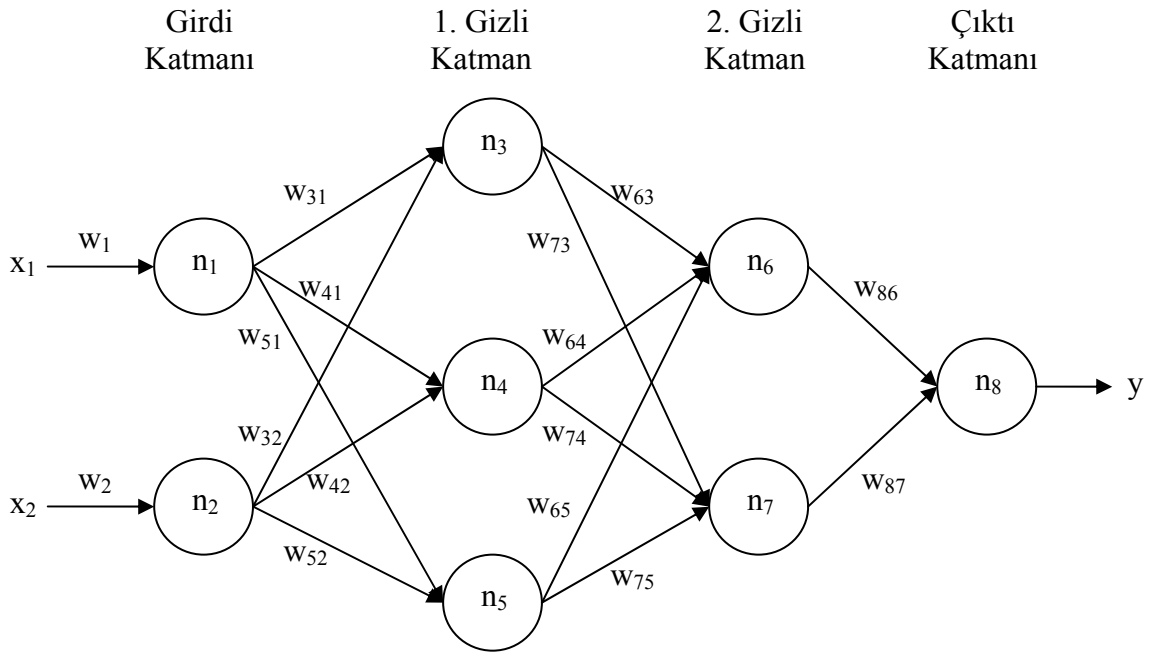 Girdi
Katmanı
1. Gizli
Katman
2. Gizli
Katman
Çıktı
Katmanı
n₃
w₃₁
w₆₃
w₁
w₇₃
x₁
n₁
n₆
w₄₁
w₈₆
w₅₁
w₆₄
n₄
n₈
y
w₃₂
w₇₄
w₂
w₄₂
w₈₇
x₂
n₂
w₆₅
n₇
w₅₂
w₇₅
n₅